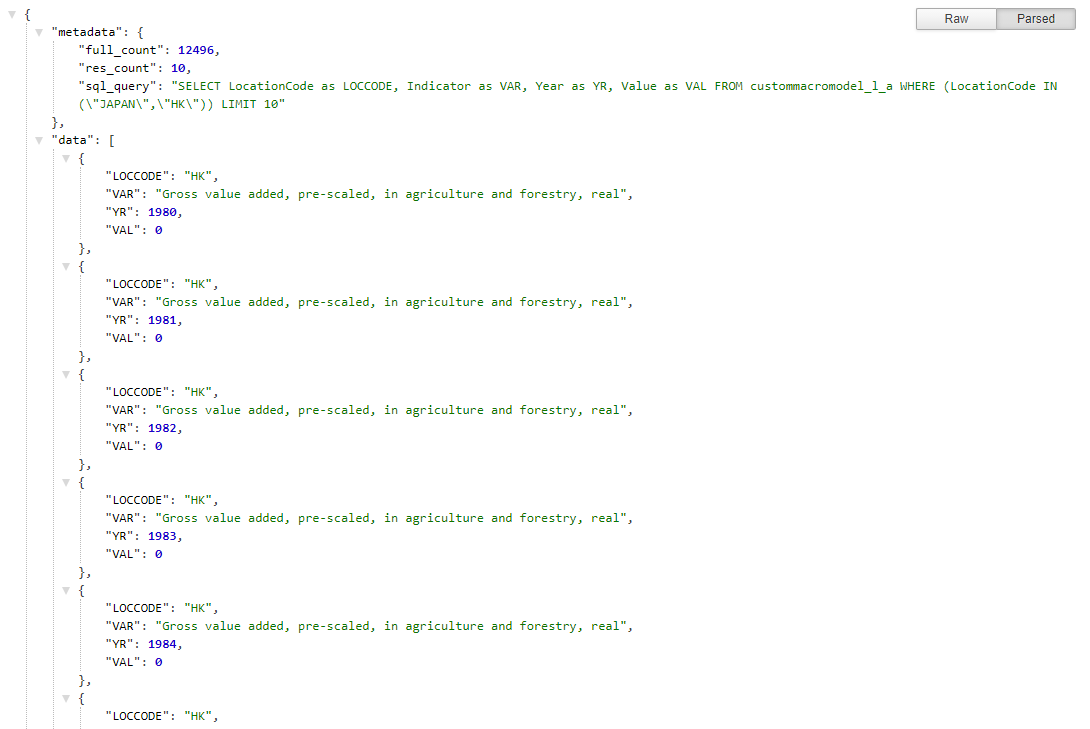 Raw Parsed
{
"metadata": {
"full_count": 12496,
"res_count": 10,
"sql_query": "SELECT LocationCode as LOCCODE, Indicator as VAR, Year as YR, Value as VAL FROM custommacromodel_l_a WHERE (LocationCode IN
(\"JAPAN\",\"HK\")) LIMIT 10"
},
"data": [
{
"LOCCODE": "HK",
"VAR": "Gross value added, pre-scaled, in agriculture and forestry, real",
"YR": 1980,
"VAL": 0
},
{
"LOCCODE": "HK",
"VAR": "Gross value added, pre-scaled, in agriculture and forestry, real",
"YR": 1981,
"VAL": 0
},
{
"LOCCODE": "HK",
"VAR": "Gross value added, pre-scaled, in agriculture and forestry, real",
"YR": 1982,
"VAL": 0
},
{
"LOCCODE": "HK",
"VAR": "Gross value added, pre-scaled, in agriculture and forestry, real",
"YR": 1983,
"VAL": 0
},
{
"LOCCODE": "HK",
"VAR": "Gross value added, pre-scaled, in agriculture and forestry, real",
"YR": 1984,
"VAL": 0
},
{
"LOCCODE": "HK",